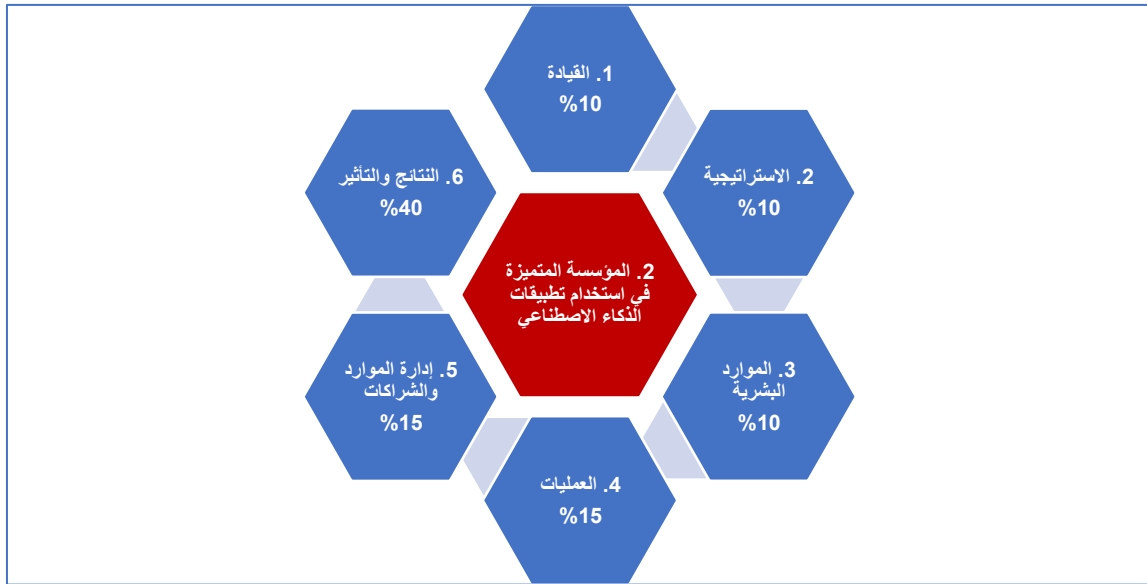 1. القيادة
%10
2. الاستراتيجية
%10
3. الموارد
البشرية
%10
4. العمليات
%15
5. إدارة الموارد
والشراكات
%15
6. النتائج والتأثير
%40
2. المؤسسة المتميزة
في استخدام تطبيقات
الذكاء الاصطناعي